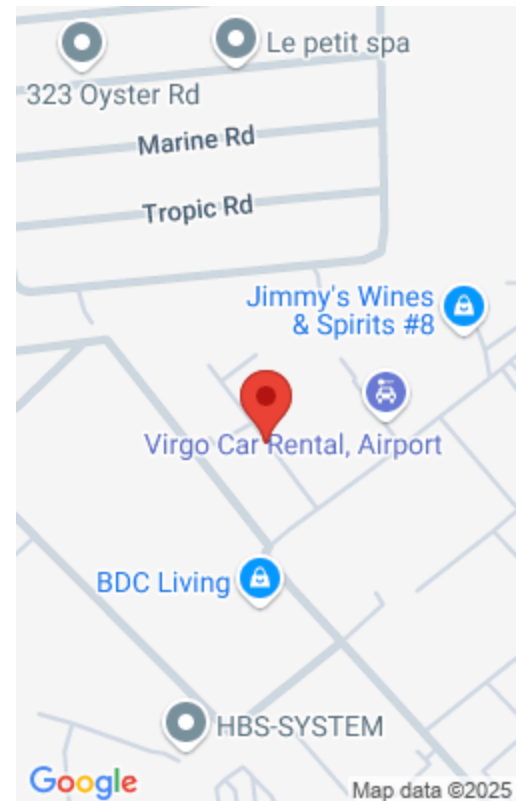 Le petit spa
323 Oyster Rd
Marine Rd
Tropic Rd
Jimmy's Wines
& Spirits #8
Virgo Car Rental, Airport
BDC Living
HBS-SYSTEM
Google
Map data ©2025